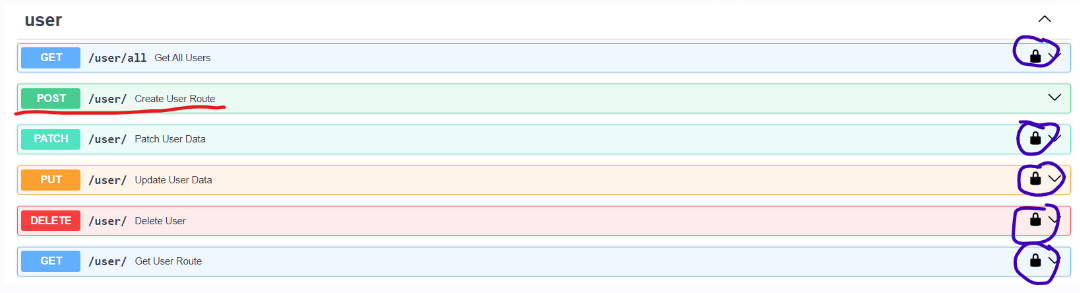 user
GET /user/all Get All Users
POST /user/ Create User Route
PATCH /user/ Patch User Data
PUT /user/ Update User Data
DELETE /user/ Delete User
GET /user/ Get User Route